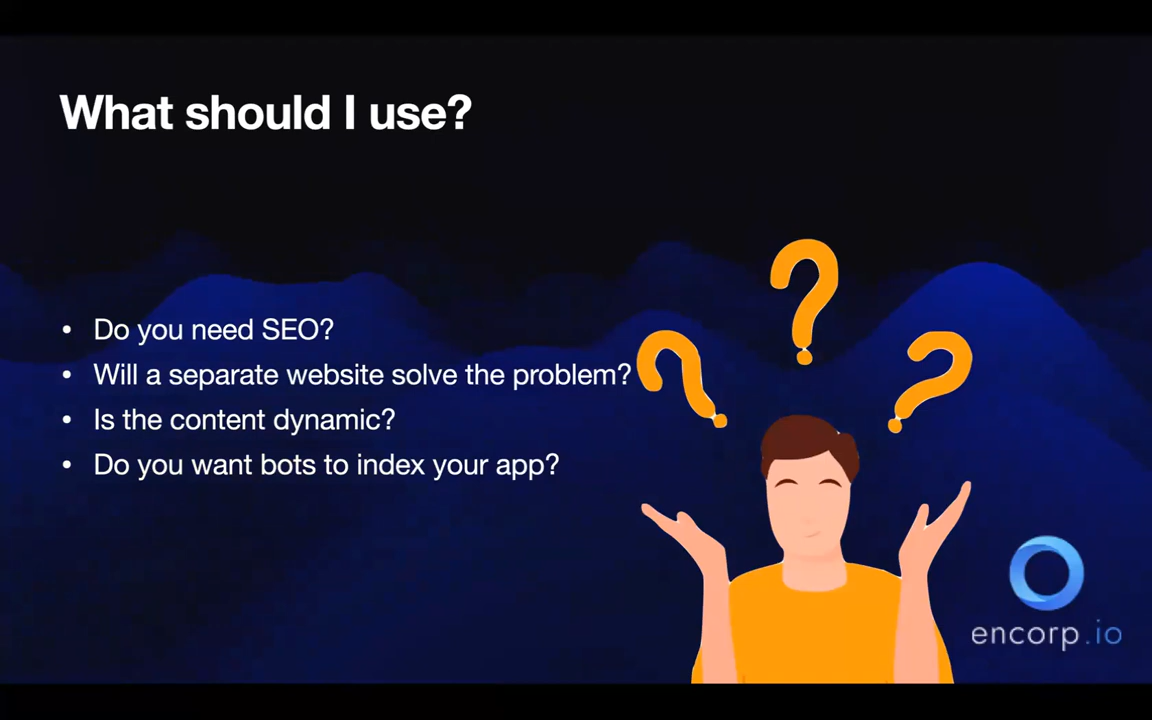 What should I use?
• Do you need SEO?
• Will a separate website solve the problem?
• Is the content dynamic?
• Do you want bots to index your app?
encorp.io